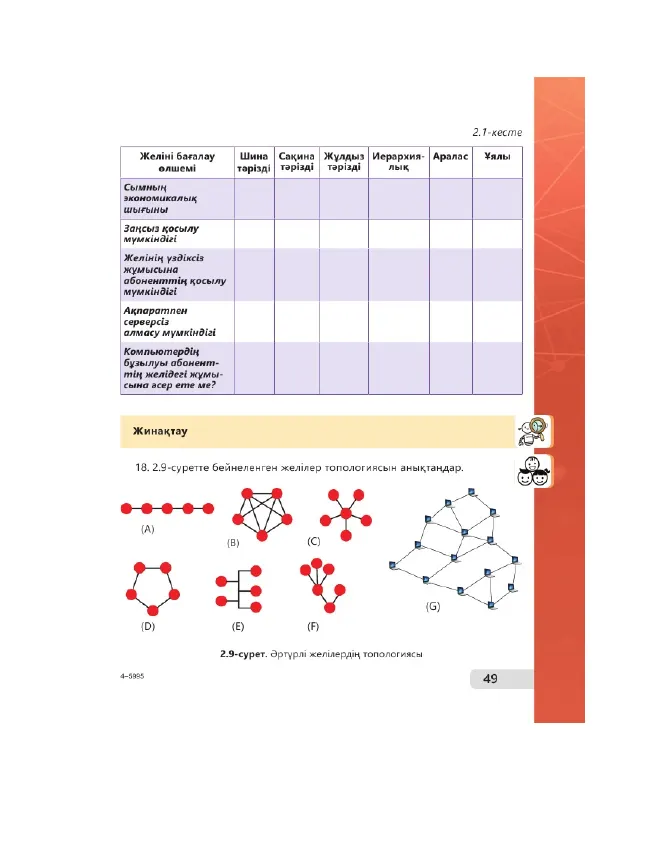 2.1-кесте
Желіні бағалау өлшемі
Шина тәрізді
Сақина тәрізді
Жұлдыз тәрізді
Иерархия-
лық
Аралас
Ұялы
Сымның
экономикалық
шығыны
Заңсыз қосылу
мүмкіндігі
Желінің үздіксіз
жұмысына
абоненттің қосылу
мүмкіндігі
Ақпаратпен
серверсіз
алмасу мүмкіндігі
Компьютердің
бұзылуы абонент-
тің желідегі жұмы-
сына әсер ете ме?
Жинақтау
18. 2.9-суретте бейнеленген желілер топологиясын анықтаңдар.
(A)
(B)
(C)
(D)
(E)
(F)
(G)
2.9-сурет. Әртүрлі желілердің топологиясы
4–5995
49